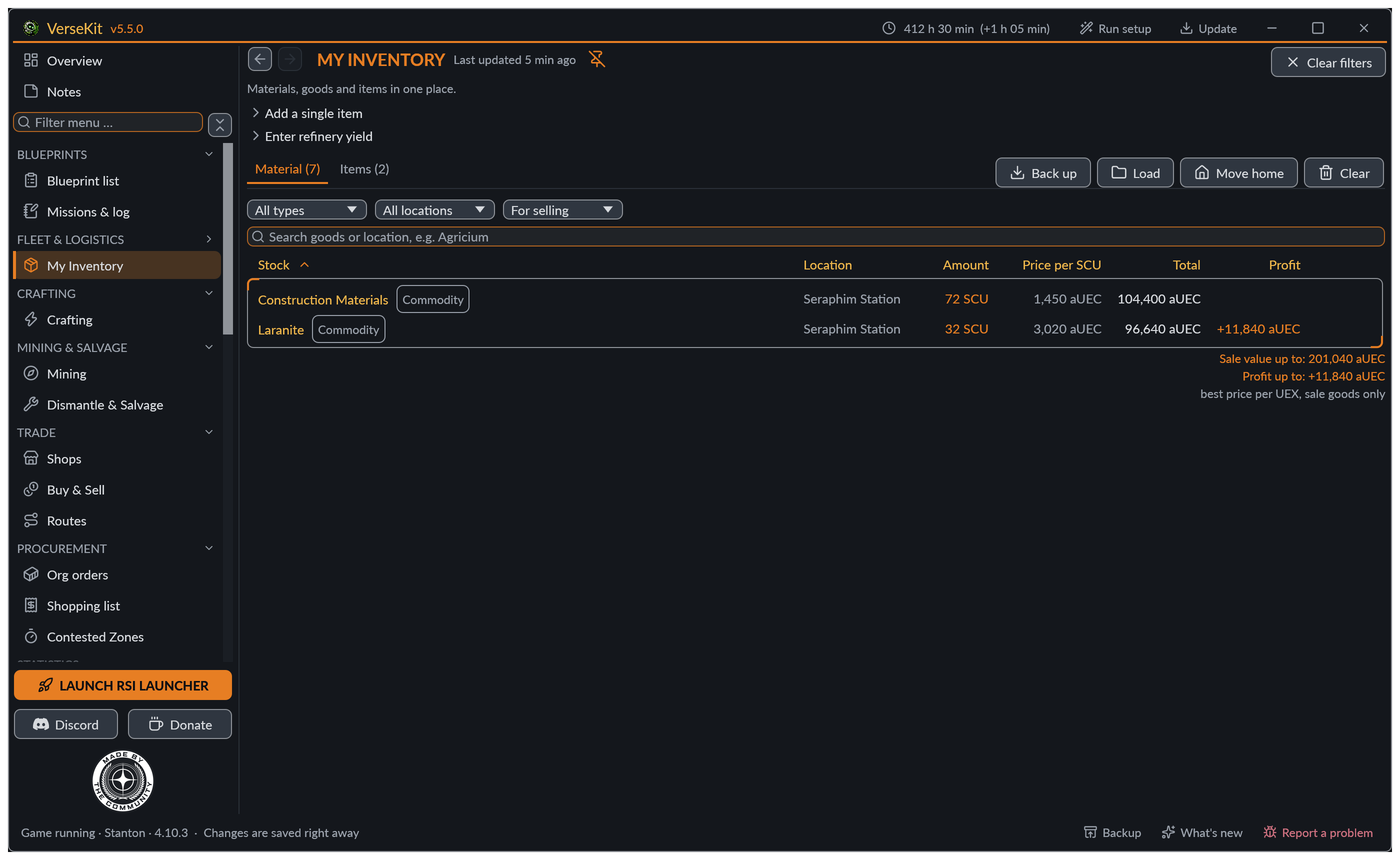 VerseKit v5.5.0
412 h 30 min (+1 h 05 min)
Run setup
Update
Overview
Notes
Filter menu ...
BLUEPRINTS
Blueprint list
Missions & log
FLEET & LOGISTICS
My Inventory
CRAFTING
Crafting
MINING & SALVAGE
Mining
Dismantle & Salvage
TRADE
Shops
Buy & Sell
Routes
PROCUREMENT
Org orders
Shopping list
Contested Zones
LAUNCH RSI LAUNCHER
Discord
Donate
MADE BY THE COMMUNITY
MY INVENTORY Last updated 5 min ago
Clear filters
Materials, goods and items in one place.
Add a single item
Enter refinery yield
Material (7) Items (2)
Back up Load Move home Clear
All types All locations For selling
Search goods or location, e.g. Agricium
Stock Location Amount Price per SCU Total Profit
Construction Materials Commodity Seraphim Station 72 SCU 1,450 aUEC 104,400 aUEC
Laranite Commodity Seraphim Station 32 SCU 3,020 aUEC 96,640 aUEC +11,840 aUEC
Sale value up to: 201,040 aUEC
Profit up to: +11,840 aUEC
best price per UEX, sale goods only
Game running · Stanton · 4.10.3 · Changes are saved right away
Backup What's new Report a problem